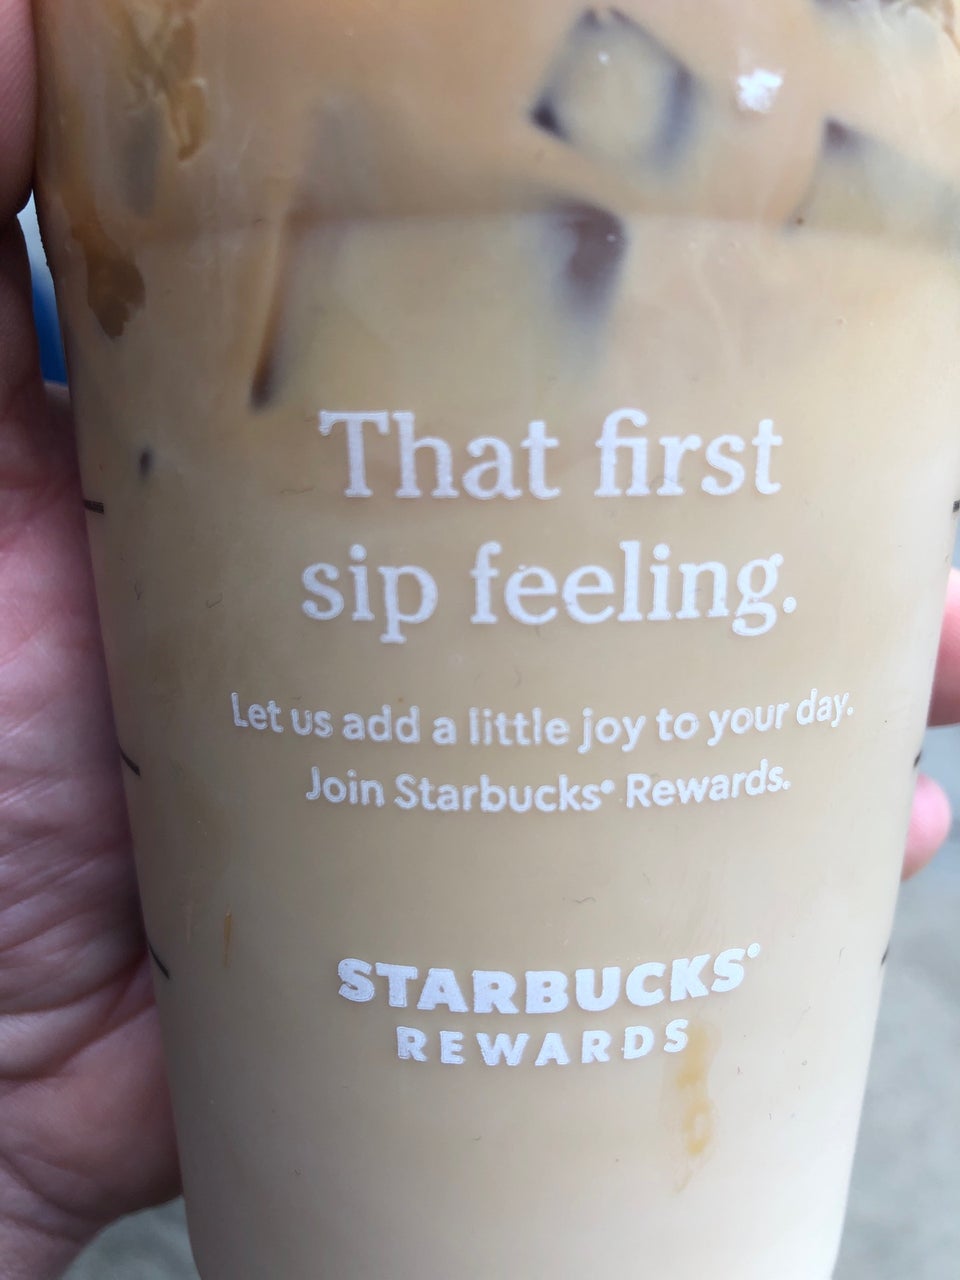 That first
sip feeling.
Let us add a little joy to your day.
Join Starbucks® Rewards.
STARBUCKS®
REWARDS